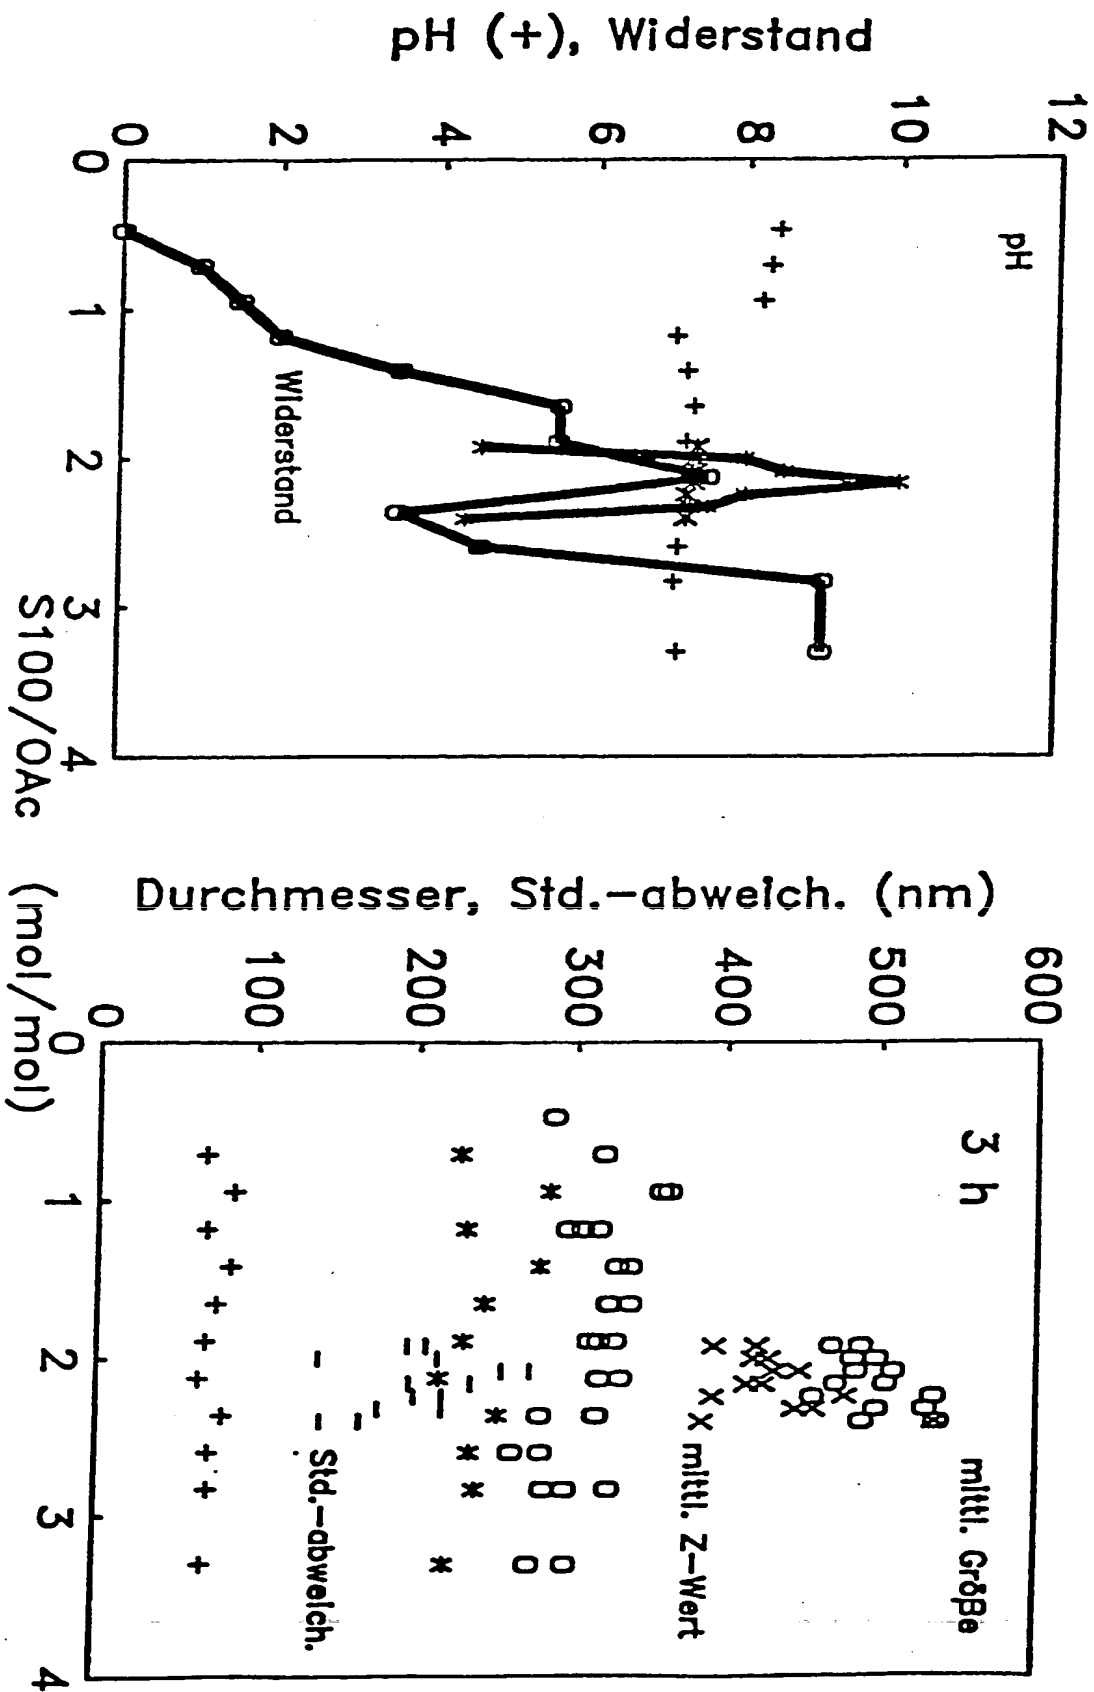 pH (+), Widerstand
12
10
8
6
4
2
0
0
1
2
3
4
pH
Widerstand
Durchmesser, Std.-abweich. (nm)
600
500
400
300
200
100
0
0
1
2
3
4
3 h
mittl. Größe
mittl. Z-Wert
Std.-abweich.
S100/OAc (mol/mol)